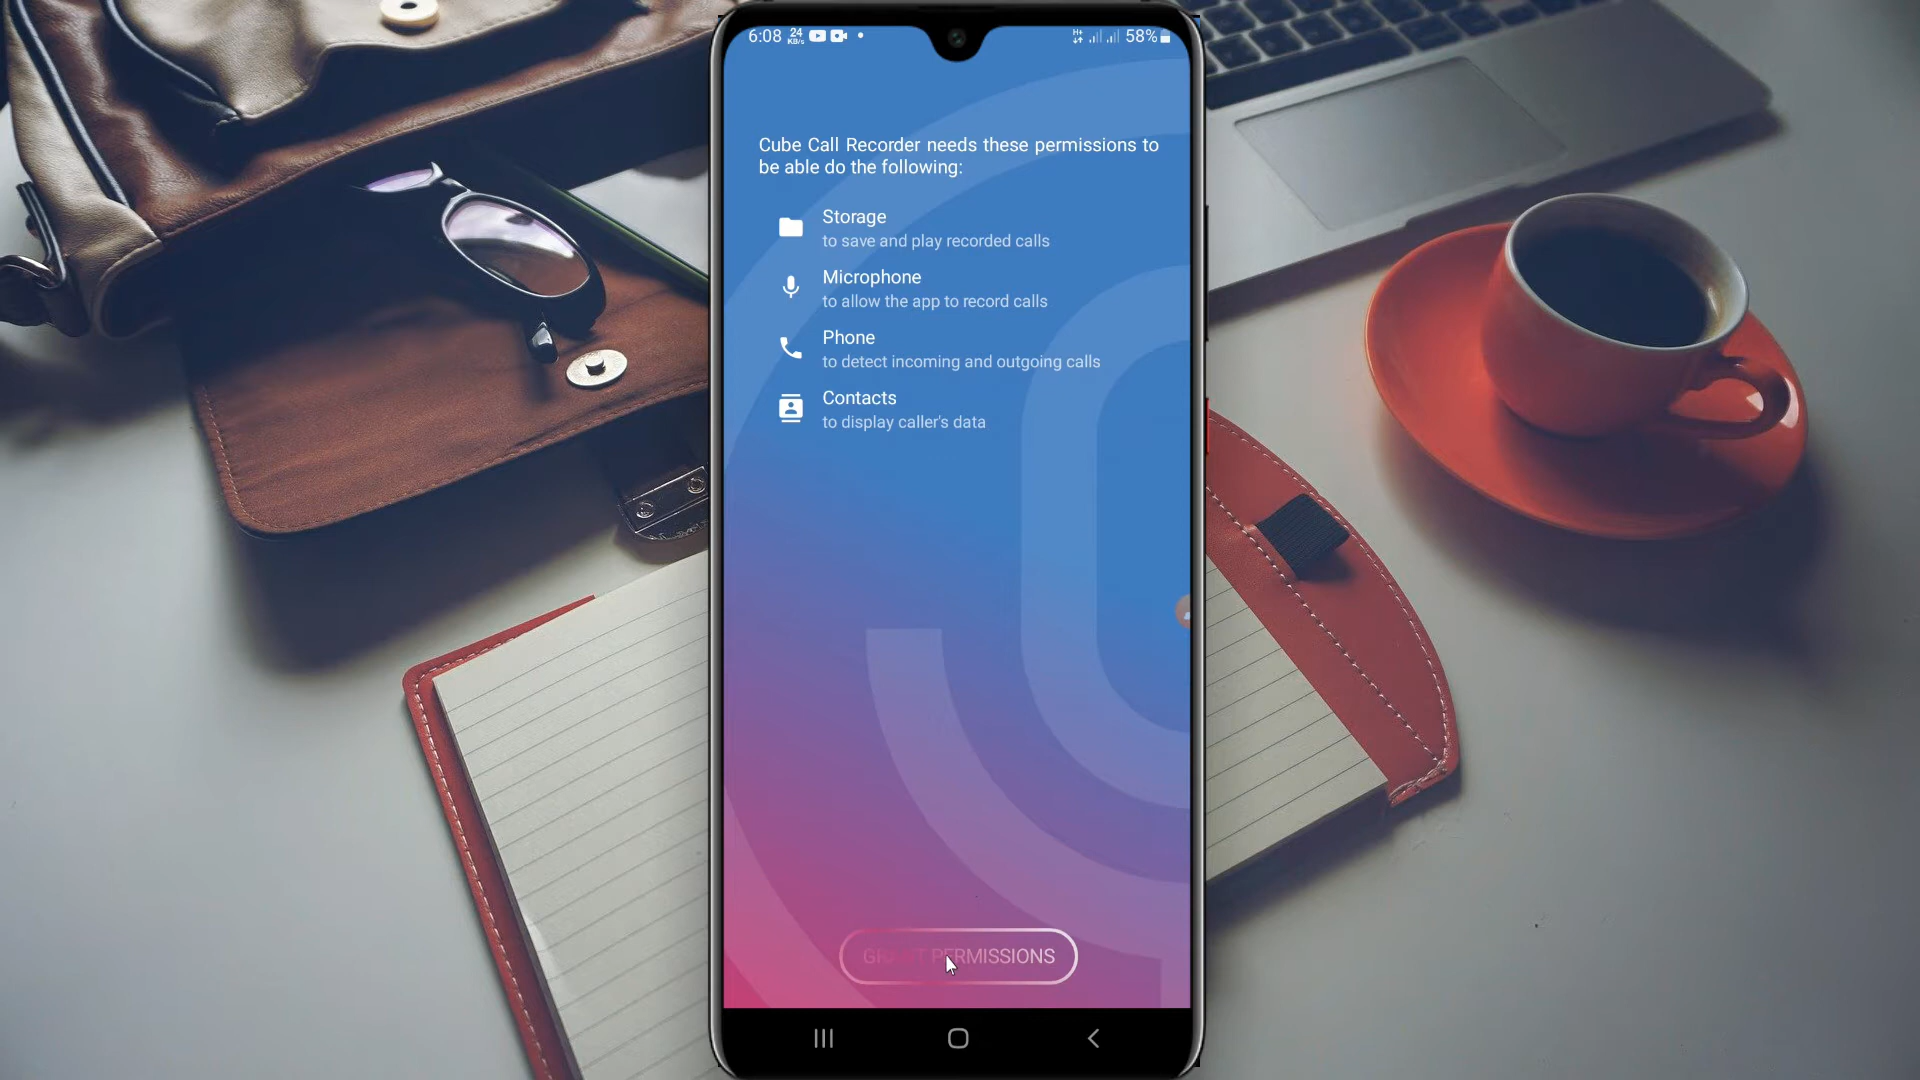 6:08 24 KB/s 58%
Cube Call Recorder needs these permissions to
be able do the following:
Storage
to save and play recorded calls
Microphone
to allow the app to record calls
Phone
to detect incoming and outgoing calls
Contacts
to display caller's data
GRANT PERMISSIONS